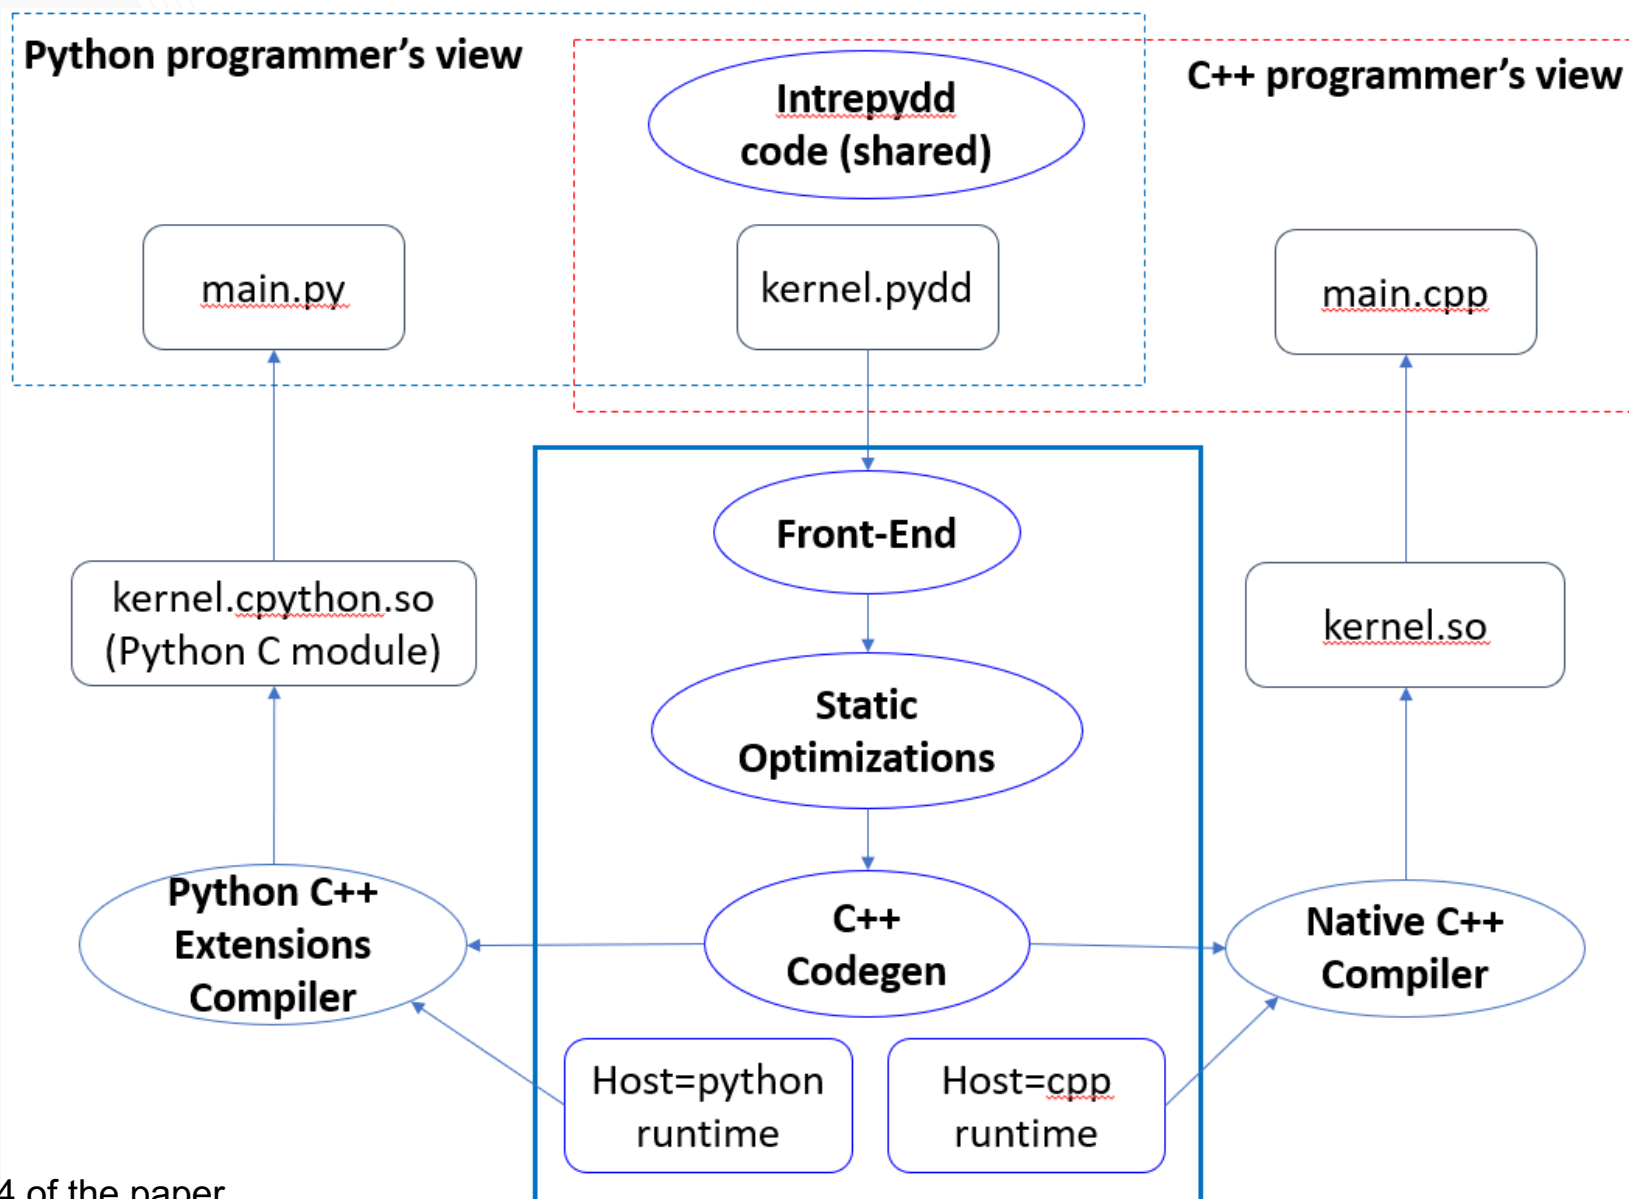 Python programmer's view
C++ programmer's view
Intrepydd
code (shared)
main.py
kernel.pydd
main.cpp
Front-End
kernel.cpython.so
(Python C module)
kernel.so
Static
Optimizations
Python C++
Extensions
Compiler
C++
Codegen
Native C++
Compiler
Host=python
runtime
Host=cpp
runtime
4 of the paper